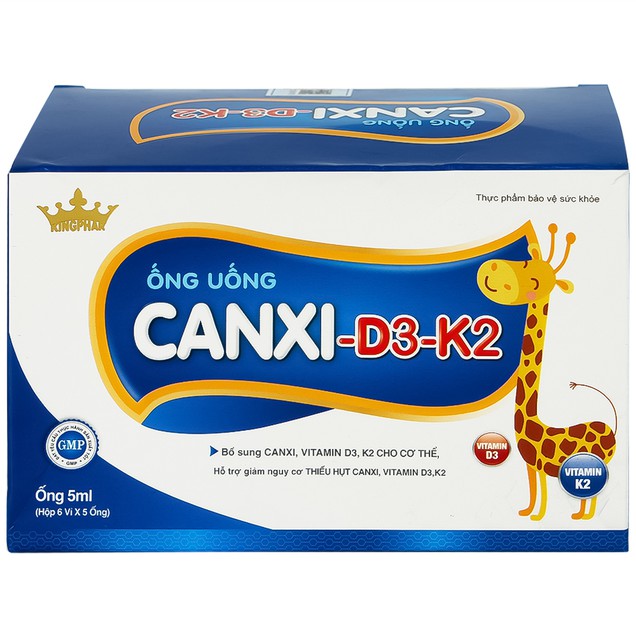 ỐNG UỐNG
CANXI-D3-K2
KINGPHAR
Thực phẩm bảo vệ sức khỏe
ỐNG UỐNG
CANXI-D3-K2
Bổ sung CANXI, VITAMIN D3, K2 CHO CƠ THỂ,
Hỗ trợ giảm nguy cơ THIẾU HỤT CANXI, VITAMIN D3,K2
VITAMIN
D3
VITAMIN
K2
GMP
GMP
Ống 5ml
(Hộp 6 Vỉ X 5 Ống)